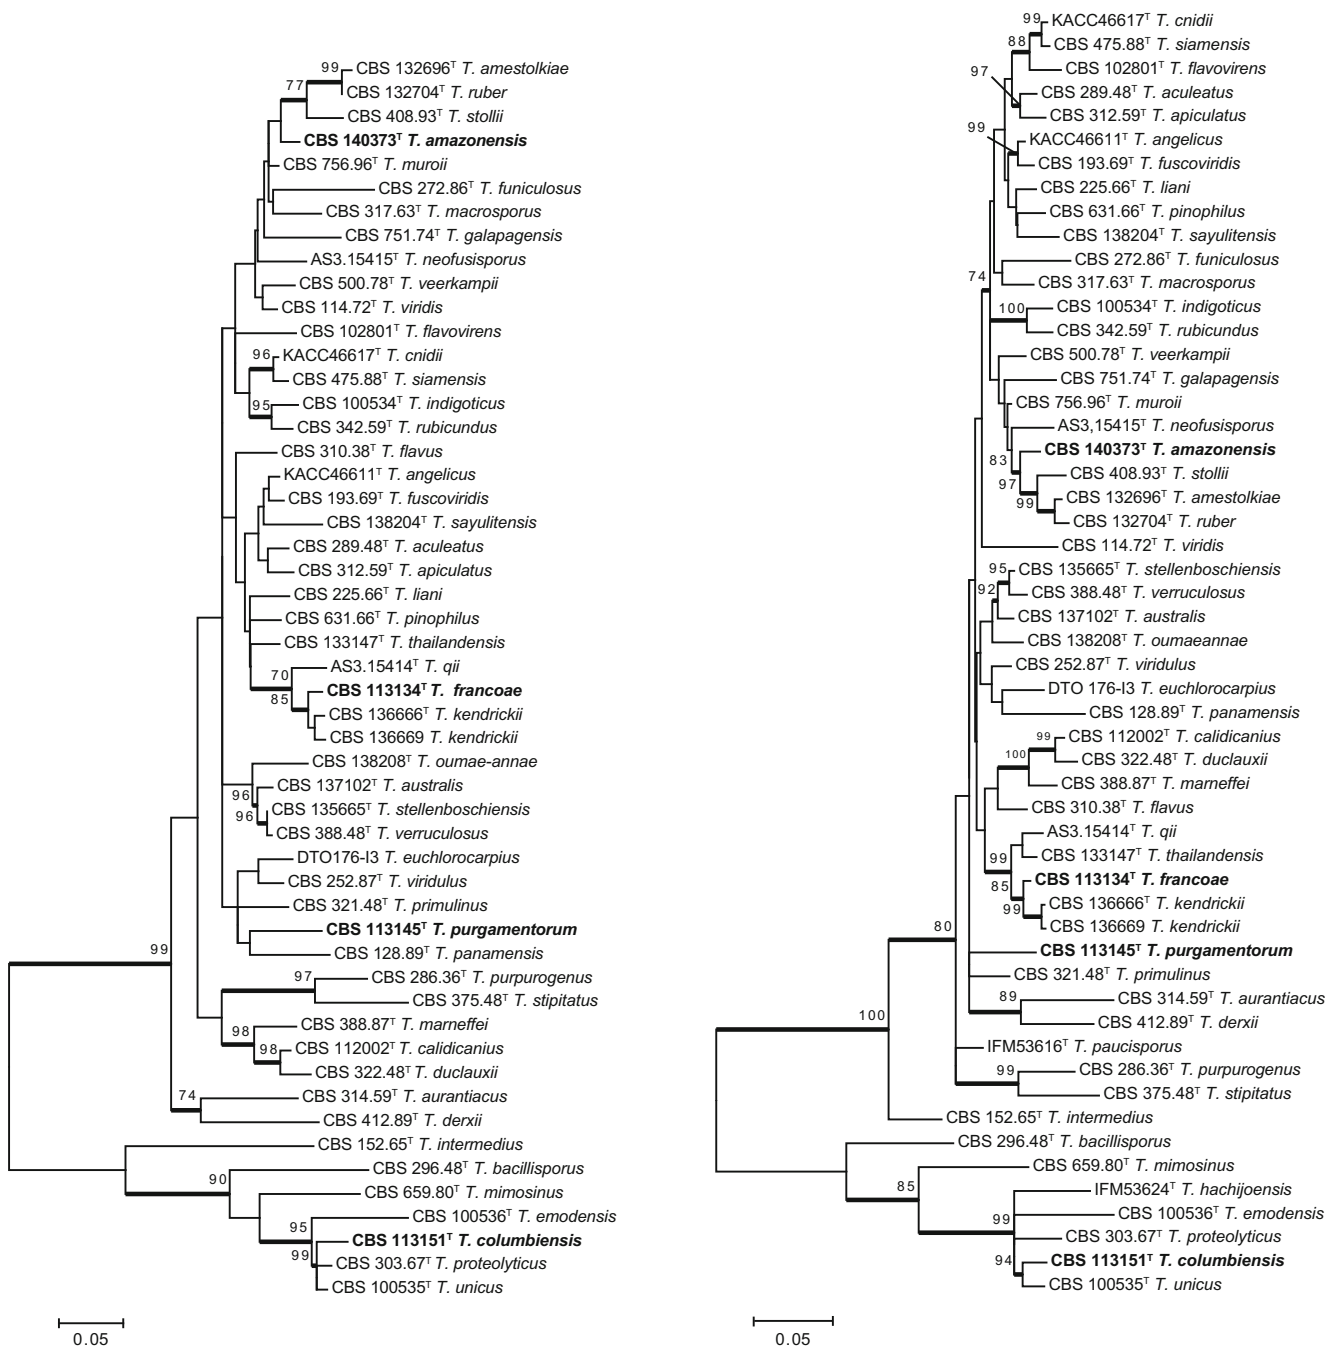 99
CBS 132696ᵀ T. amestolkiae
77
CBS 132704ᵀ T. ruber
CBS 408.93ᵀ T. stollii
CBS 140373ᵀ T. amazonensis
CBS 756.96ᵀ T. muroii
CBS 272.86ᵀ T. funiculosus
CBS 317.63ᵀ T. macrosporus
CBS 751.74ᵀ T. galapagensis
AS3.15415ᵀ T. neofusisporus
CBS 500.78ᵀ T. veerkampii
CBS 114.72ᵀ T. viridis
CBS 102801ᵀ T. flavovirens
96
KACC46617ᵀ T. cnidii
CBS 475.88ᵀ T. siamensis
95
CBS 100534ᵀ T. indigoticus
CBS 342.59ᵀ T. rubicundus
CBS 310.38ᵀ T. flavus
KACC46611ᵀ T. angelicus
CBS 193.69ᵀ T. fuscoviridis
CBS 138204ᵀ T. sayulitensis
CBS 289.48ᵀ T. aculeatus
CBS 312.59ᵀ T. apiculatus
CBS 225.66ᵀ T. liani
CBS 631.66ᵀ T. pinophilus
CBS 133147ᵀ T. thailandensis
AS3.15414ᵀ T. qii
70
CBS 113134ᵀ T. francoae
85
CBS 136666ᵀ T. kendrickii
CBS 136669 T. kendrickii
CBS 138208ᵀ T. oumae-annae
CBS 137102ᵀ T. australis
96
CBS 135665ᵀ T. stellenboschiensis
96
CBS 388.48ᵀ T. verruculosus
DTO176-I3 T. euchlorocarpius
CBS 252.87ᵀ T. viridulus
CBS 321.48ᵀ T. primulinus
CBS 113145ᵀ T. purgamentorum
99
CBS 128.89ᵀ T. panamensis
97
CBS 286.36ᵀ T. purpurogenus
CBS 375.48ᵀ T. stipitatus
CBS 388.87ᵀ T. marneffei
98
CBS 112002ᵀ T. calidicanius
98
CBS 322.48ᵀ T. duclauxii
74
CBS 314.59ᵀ T. aurantiacus
CBS 412.89ᵀ T. derxii
CBS 152.65ᵀ T. intermedius
CBS 296.48ᵀ T. bacillisporus
90
CBS 659.80ᵀ T. mimosinus
CBS 100536ᵀ T. emodensis
95
CBS 113151ᵀ T. columbiensis
99
CBS 303.67ᵀ T. proteolyticus
CBS 100535ᵀ T. unicus
0.05
99
KACC46617ᵀ T. cnidii
88
CBS 475.88ᵀ T. siamensis
CBS 102801ᵀ T. flavovirens
97
CBS 289.48ᵀ T. aculeatus
CBS 312.59ᵀ T. apiculatus
99
KACC46611ᵀ T. angelicus
CBS 193.69ᵀ T. fuscoviridis
CBS 225.66ᵀ T. liani
CBS 631.66ᵀ T. pinophilus
CBS 138204ᵀ T. sayulitensis
CBS 272.86ᵀ T. funiculosus
74
CBS 317.63ᵀ T. macrosporus
100
CBS 100534ᵀ T. indigoticus
CBS 342.59ᵀ T. rubicundus
CBS 500.78ᵀ T. veerkampii
CBS 751.74ᵀ T. galapagensis
CBS 756.96ᵀ T. muroii
AS3,15415ᵀ T. neofusisporus
CBS 140373ᵀ T. amazonensis
83
CBS 408.93ᵀ T. stollii
97
CBS 132696ᵀ T. amestolkiae
99
CBS 132704ᵀ T. ruber
CBS 114.72ᵀ T. viridis
95
CBS 135665ᵀ T. stellenboschiensis
92
CBS 388.48ᵀ T. verruculosus
CBS 137102ᵀ T. australis
CBS 138208ᵀ T. oumaeannae
CBS 252.87ᵀ T. viridulus
DTO 176-I3 T. euchlorocarpius
CBS 128.89ᵀ T. panamensis
99
CBS 112002ᵀ T. calidicanius
100
CBS 322.48ᵀ T. duclauxii
CBS 388.87ᵀ T. marneffei
CBS 310.38ᵀ T. flavus
AS3.15414ᵀ T. qii
99
CBS 133147ᵀ T. thailandensis
CBS 113134ᵀ T. francoae
85
CBS 136666ᵀ T. kendrickii
99
CBS 136669 T. kendrickii
80
CBS 113145ᵀ T. purgamentorum
CBS 321.48ᵀ T. primulinus
89
CBS 314.59ᵀ T. aurantiacus
100
CBS 412.89ᵀ T. derxii
IFM53616ᵀ T. paucisporus
99
CBS 286.36ᵀ T. purpurogenus
CBS 375.48ᵀ T. stipitatus
CBS 152.65ᵀ T. intermedius
CBS 296.48ᵀ T. bacillisporus
CBS 659.80ᵀ T. mimosinus
85
IFM53624ᵀ T. hachijoensis
CBS 100536ᵀ T. emodensis
99
CBS 303.67ᵀ T. proteolyticus
CBS 113151ᵀ T. columbiensis
94
CBS 100535ᵀ T. unicus
0.05